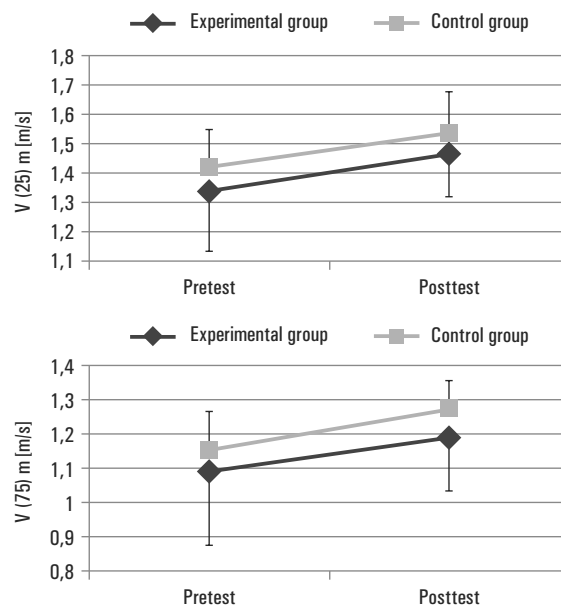 Experimental group Control group
1,8
1,7
1,6
1,5
1,4
1,3
1,2
1,1
V (25) m [m/s]
Pretest Posttest
Experimental group Control group
1,4
1,3
1,2
1,1
1
0,9
0,8
V (75) m [m/s]
Pretest Posttest